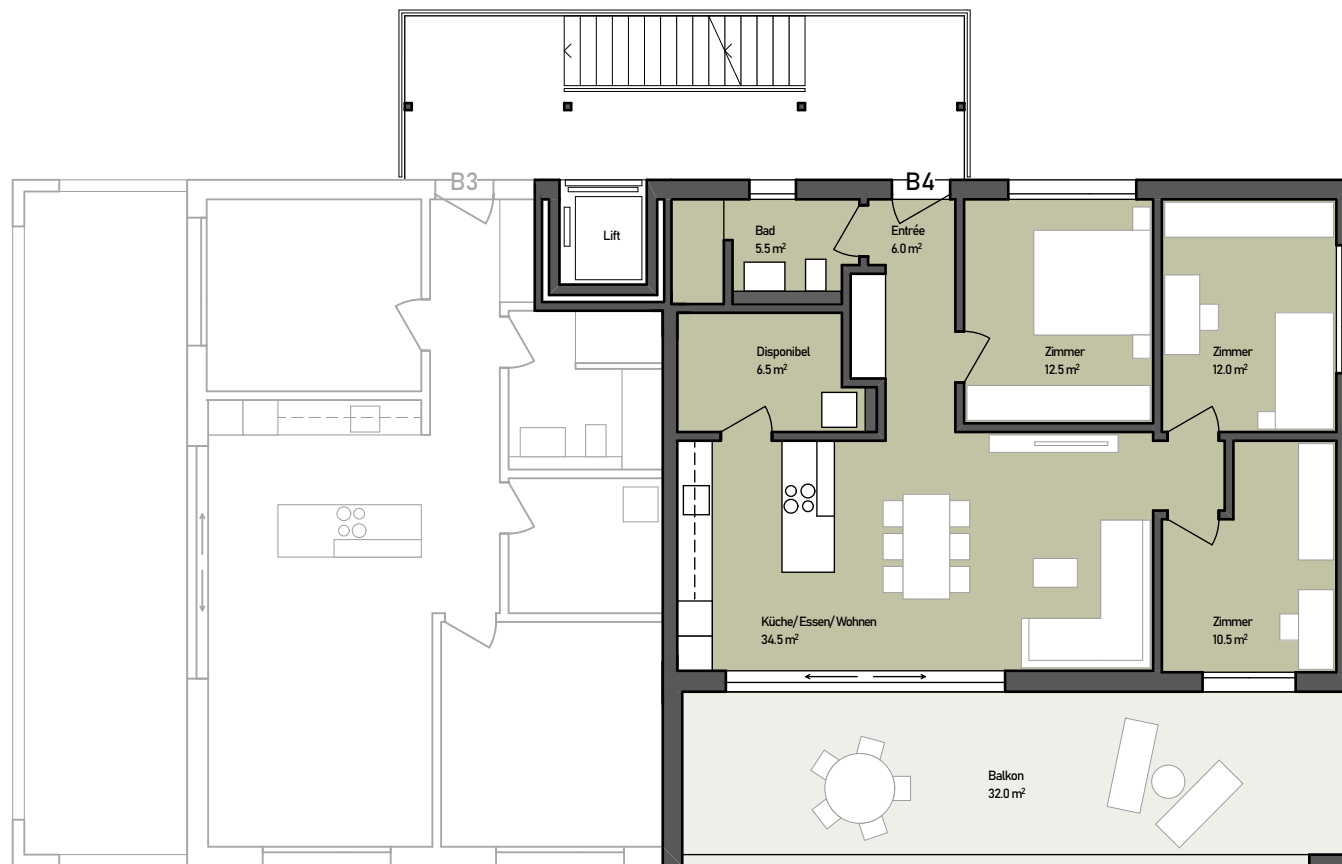 B3
B4
Lift
Bad
5.5 m²
Entrée
6.0 m²
Disponibel
6.5 m²
Zimmer
12.5 m²
Zimmer
12.0 m²
Küche/Essen/Wohnen
34.5 m²
Zimmer
10.5 m²
Balkon
32.0 m²